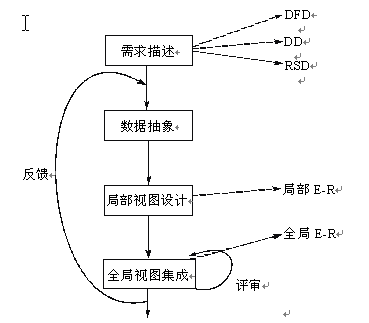 DFD
需求描述
DD
RSD
数据抽象
反馈
局部视图设计
局部 E-R
全局 E-R
全局视图集成
评审